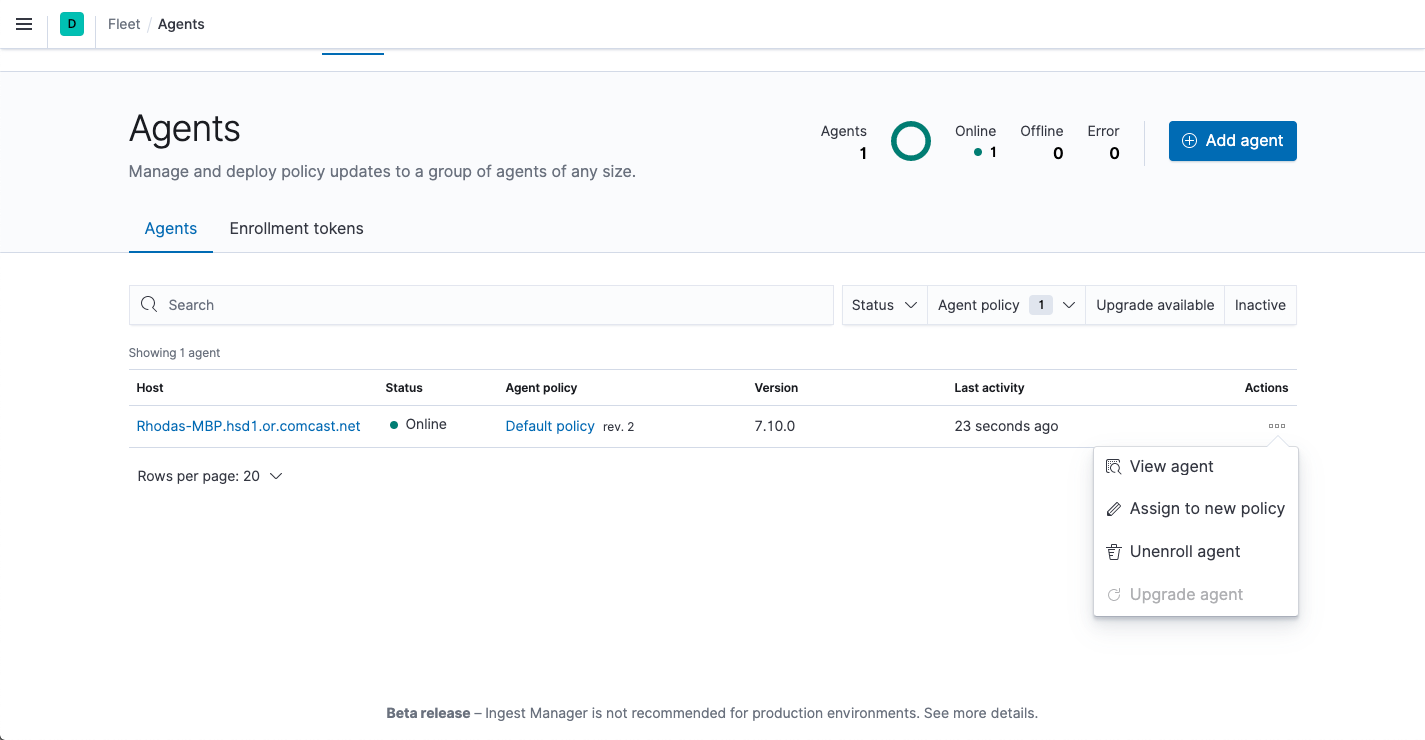 D Fleet / Agents
Agents
Manage and deploy policy updates to a group of agents of any size.
Agents Online Offline Error
1 1 0 0
Add agent
Agents Enrollment tokens
Search Status Agent policy 1 Upgrade available Inactive
Showing 1 agent
Host Status Agent policy Version Last activity Actions
Rhodas-MBP.hsd1.or.comcast.net Online Default policy rev. 2 7.10.0 23 seconds ago
Rows per page: 20
View agent
Assign to new policy
Unenroll agent
Upgrade agent
Beta release – Ingest Manager is not recommended for production environments. See more details.